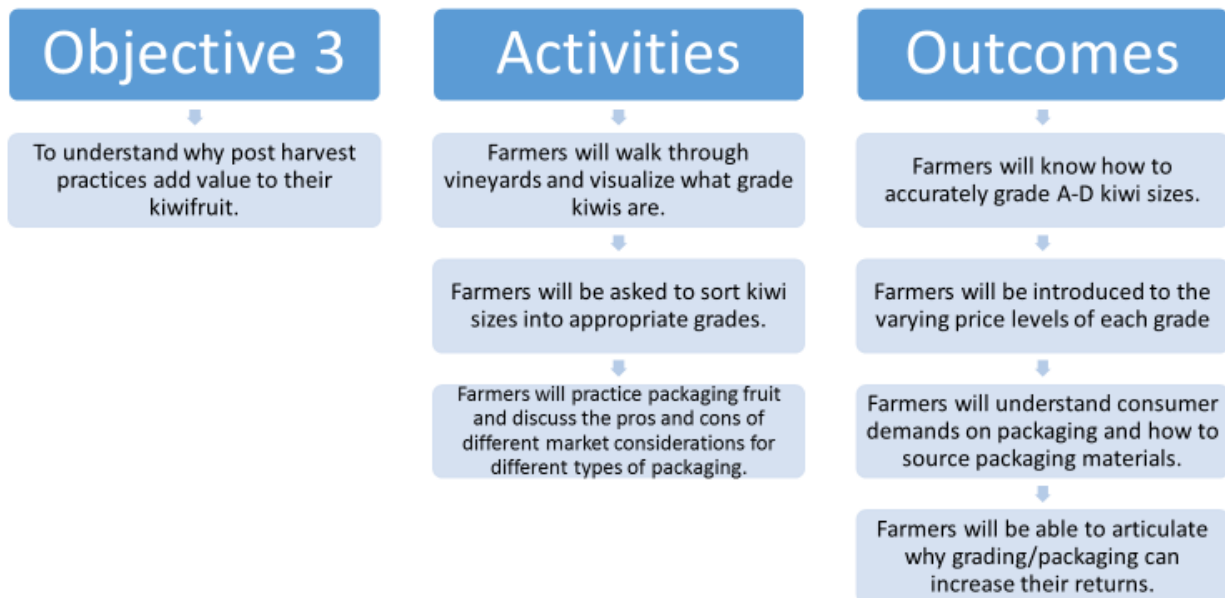 Objective 3
To understand why post harvest
practices add value to their
kiwifruit.
Activities
Farmers will walk through
vineyards and visualize what grade
kiwis are.
Farmers will be asked to sort kiwi
sizes into appropriate grades.
Farmers will practice packaging fruit
and discuss the pros and cons of
different market considerations for
different types of packaging.
Outcomes
Farmers will know how to
accurately grade A-D kiwi sizes.
Farmers will be introduced to the
varying price levels of each grade
Farmers will understand consumer
demands on packaging and how to
source packaging materials.
Farmers will be able to articulate
why grading/packaging can
increase their returns.